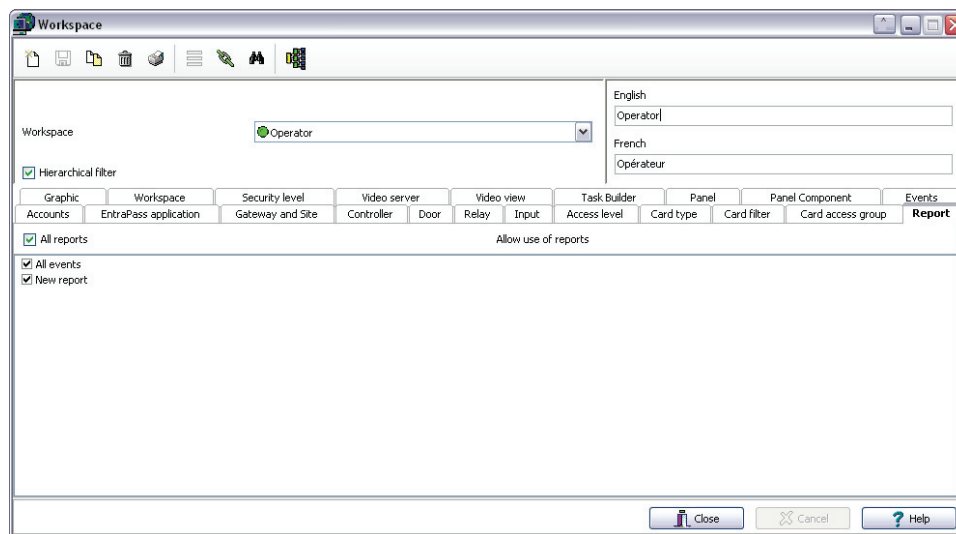 Workspace
English
Operator
Workspace
Operator
French
Opérateur
Hierarchical filter
Graphic Workspace Security level Video server Video view Task Builder Panel Panel Component Events
Accounts EntraPass application Gateway and Site Controller Door Relay Input Access level Card type Card filter Card access group Report
All reports Allow use of reports
All events
New report
Close Cancel Help